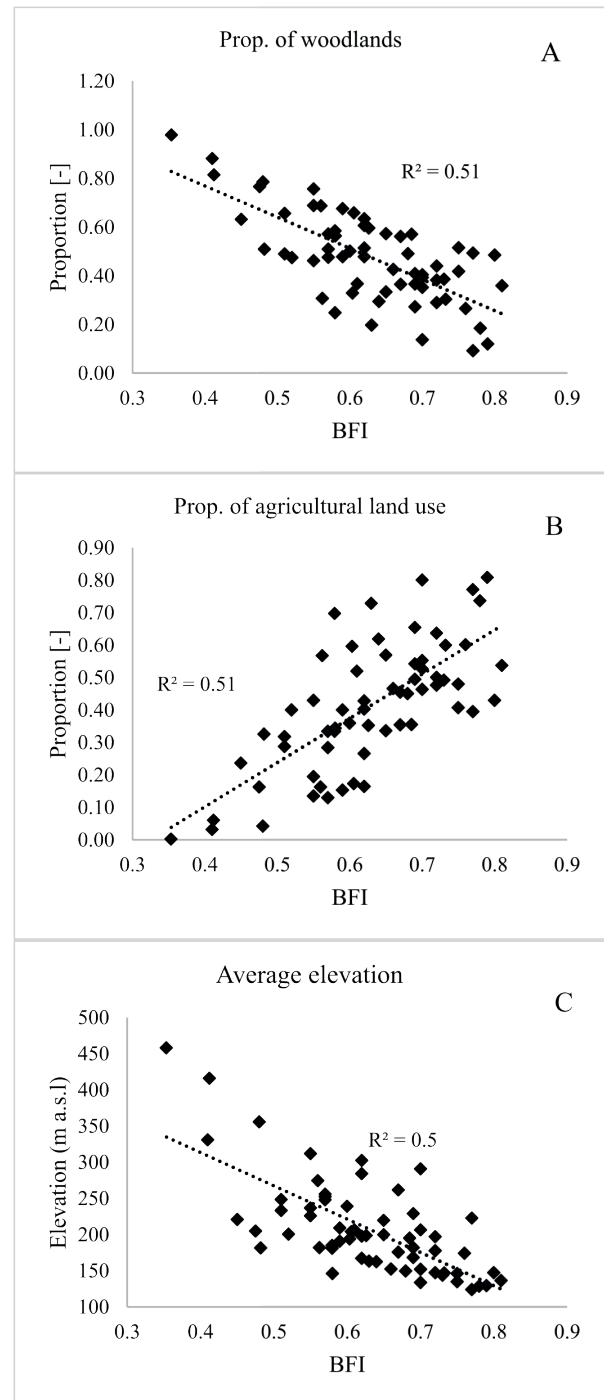 Prop. of woodlands
A
1.20
1.00
0.80
0.60
0.40
0.20
0.00
Proportion [-]
R² = 0.51
0.3 0.4 0.5 0.6 0.7 0.8 0.9
BFI
Prop. of agricultural land use
B
0.90
0.80
0.70
0.60
0.50
0.40
0.30
0.20
0.10
0.00
Proportion [-]
R² = 0.51
0.3 0.4 0.5 0.6 0.7 0.8 0.9
BFI
Average elevation
C
500
450
400
350
300
250
200
150
100
Elevation (m a.s.l)
R² = 0.5
0.3 0.4 0.5 0.6 0.7 0.8 0.9
BFI